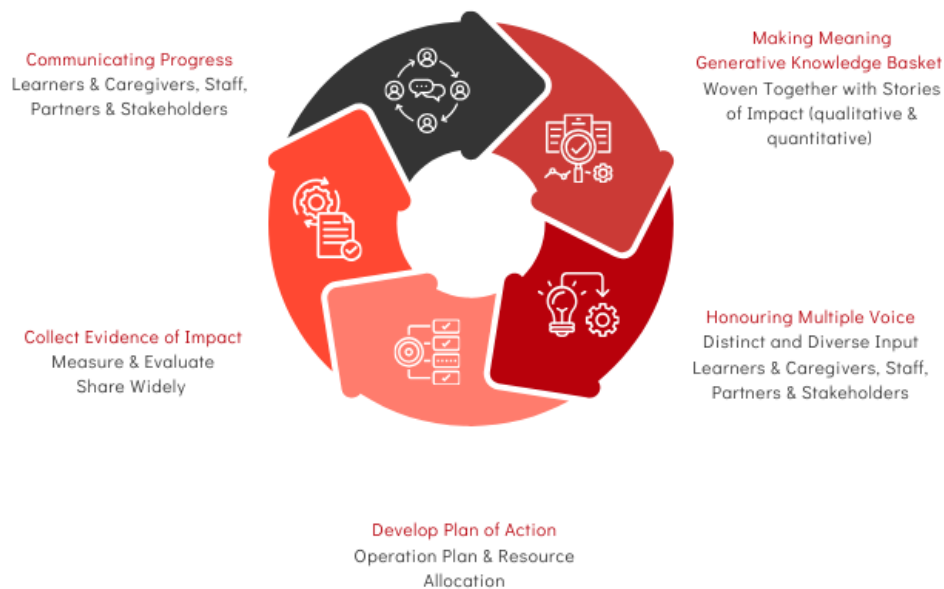 Communicating Progress
Learners & Caregivers, Staff,
Partners & Stakeholders
Making Meaning
Generative Knowledge Basket
Woven Together with Stories
of Impact (qualitative &
quantitative)
Collect Evidence of Impact
Measure & Evaluate
Share Widely
Honouring Multiple Voice
Distinct and Diverse Input
Learners & Caregivers, Staff,
Partners & Stakeholders
Develop Plan of Action
Operation Plan & Resource
Allocation